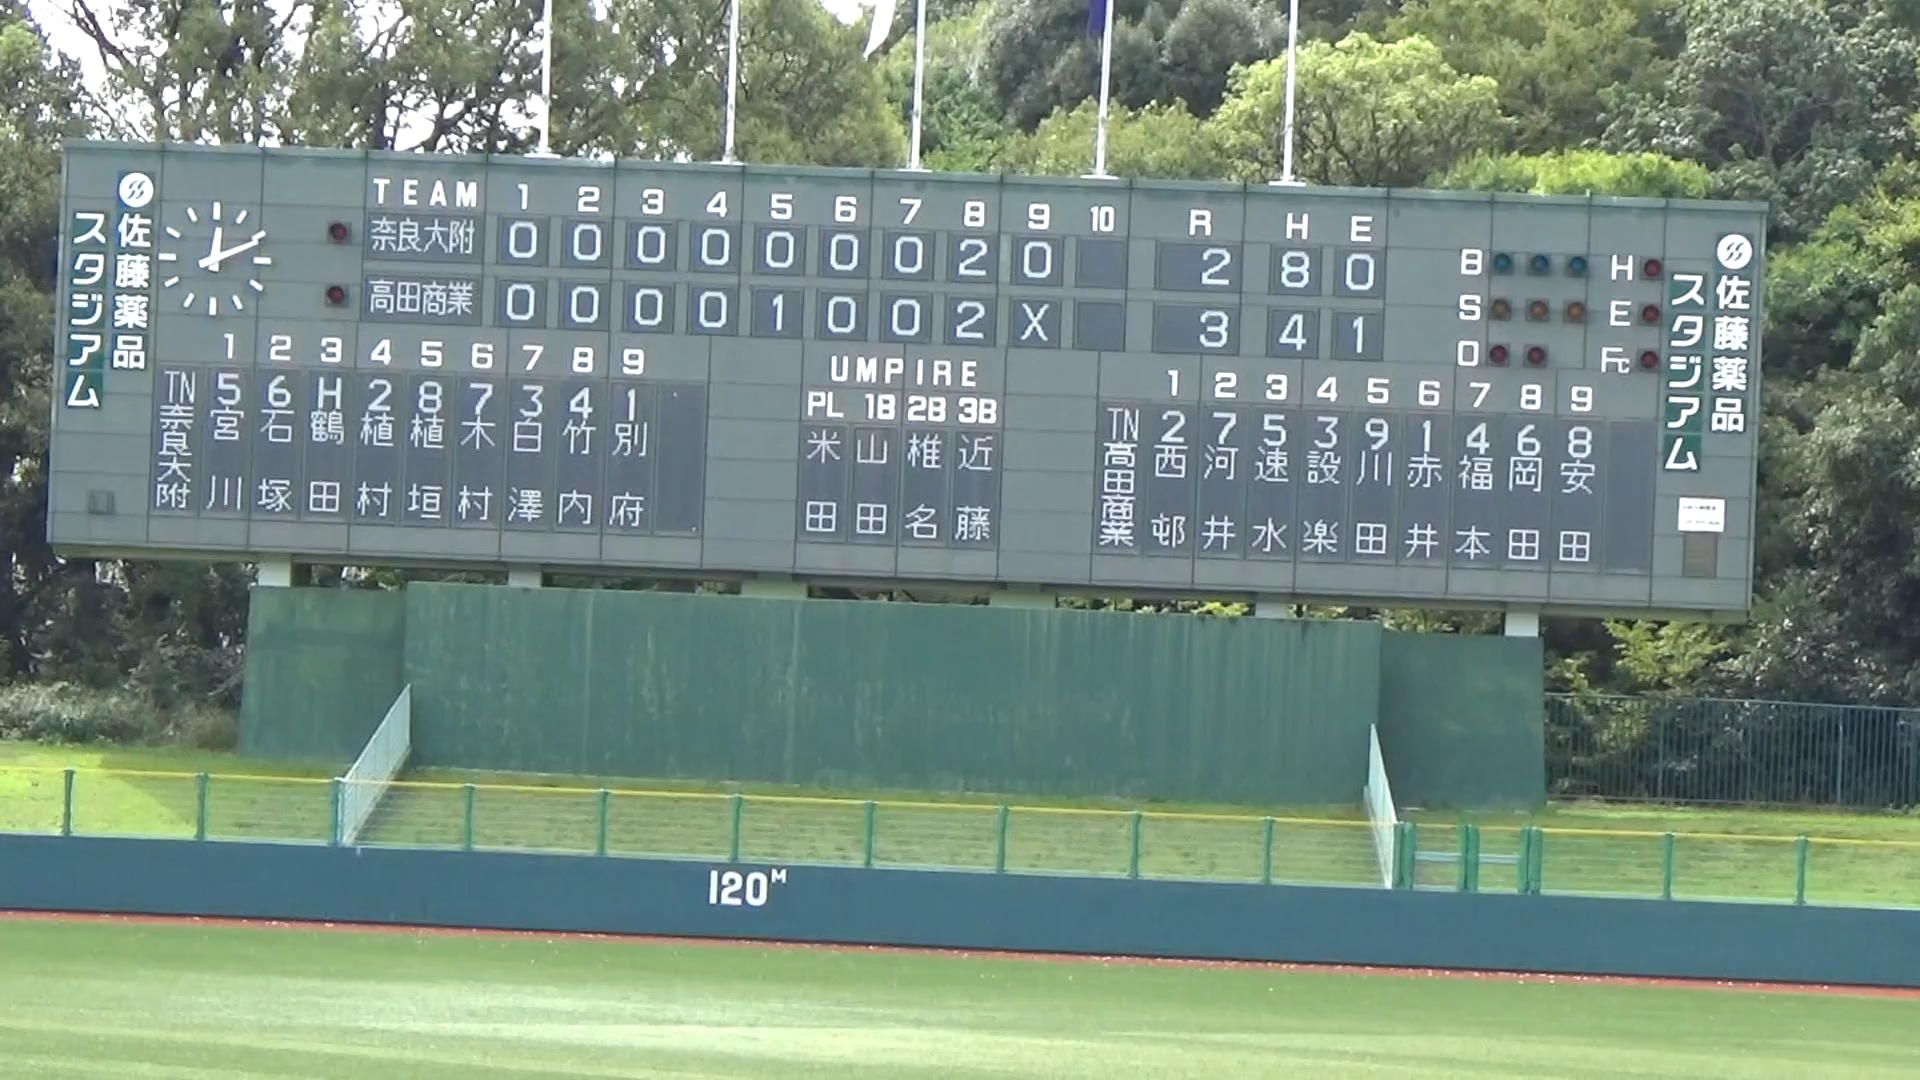 佐藤薬品
スタジアム
TEAM 1 2 3 4 5 6 7 8 9 10 R H E
奈良大附 0 0 0 0 0 0 0 2 0 2 8 0
高田商業 0 0 0 0 1 0 0 2 X 3 4 1
B H
S E
O Fc
佐藤薬品
スタジアム
1 2 3 4 5 6 7 8 9
TN 5 6 H 2 8 7 3 4 1
奈良大附 宮川 石塚 鶴田 植村 植垣 木村 白澤 竹内 別府
UMPIRE
PL 1B 2B 3B
米田 山田 椎名 近藤
1 2 3 4 5 6 7 8 9
TN 2 7 5 3 9 1 4 6 8
高田商業 西邨 河井 速水 設楽 川田 赤井 福本 岡田 安田
120M